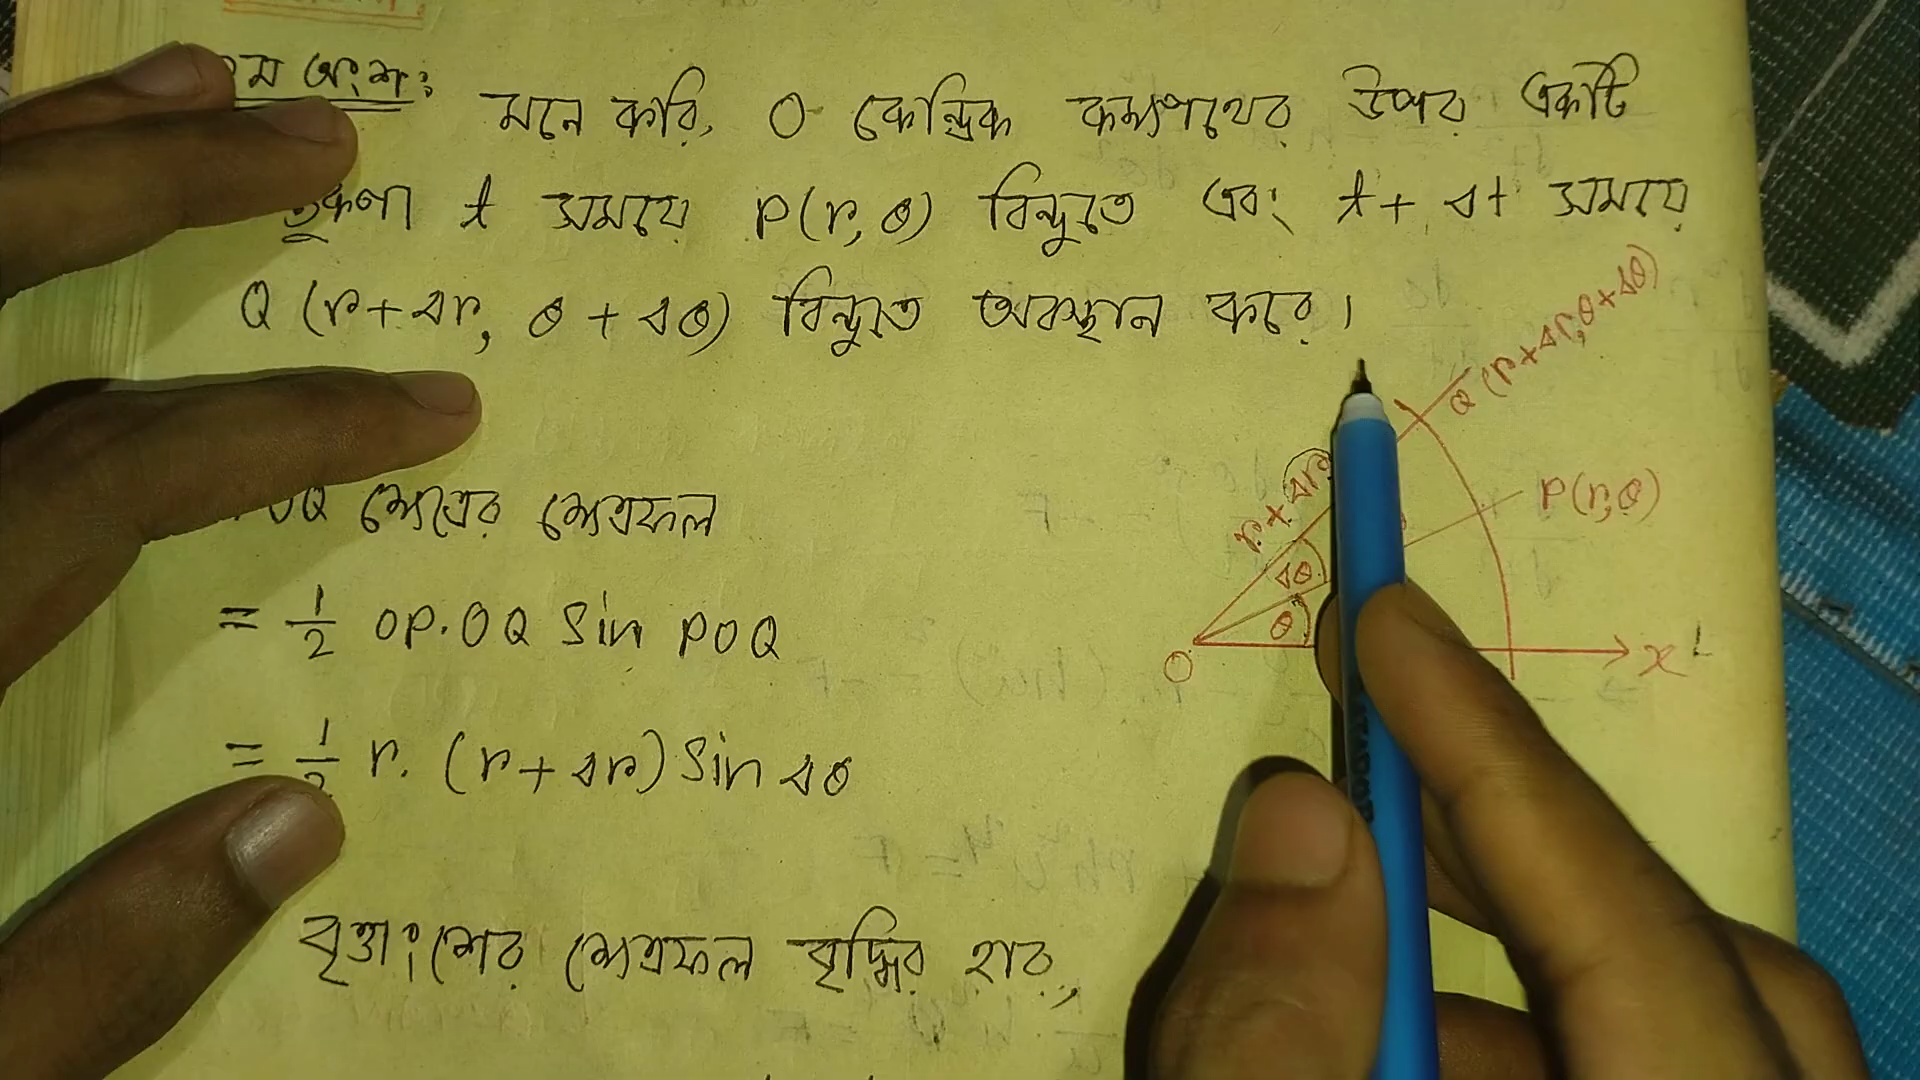 অংশ:
মনে করি, O কেন্দ্রিক কক্ষপথের উপর একটি
t সময়ে P(r, θ) বিন্দুতে এবং t + Δt সময়ে
Q (r + Δr, θ + Δθ) বিন্দুতে অবস্থান করে।
Q (r + Δr, θ + Δθ)
P(r, θ)
r + Δr
Δθ
θ
O
x
OQ ক্ষেত্রের ক্ষেত্রফল
= 1/2 OP.OQ Sin POQ
= 1/2 r. (r + Δr) Sin Δθ
বৃত্তাংশের ক্ষেত্রফল বৃদ্ধির হার,